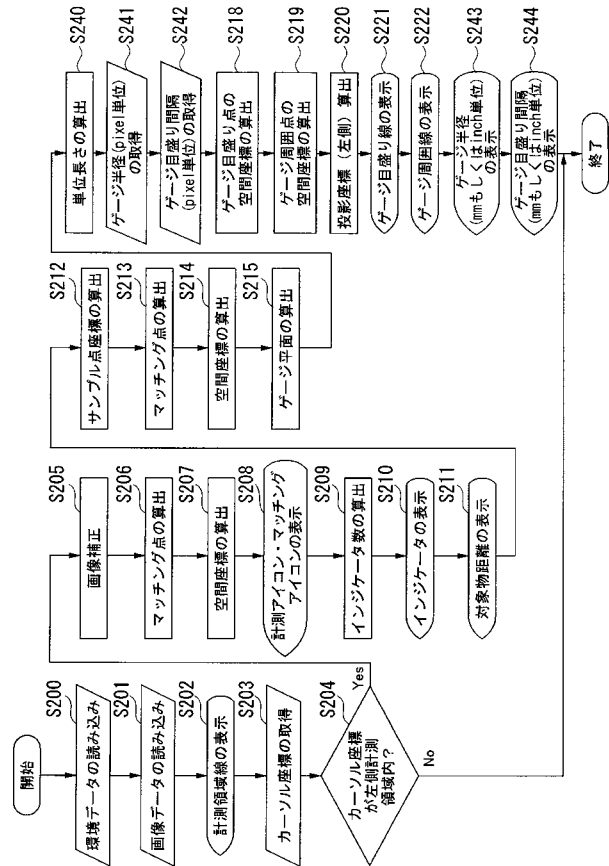 開始
S200
環境データの読み込み
S201
画像データの読み込み
S202
計測領域線の表示
S203
カーソル座標の取得
S204
カーソル座標
が左側計測
領域内?
Yes
No
S205
画像補正
S206
マッチング点の算出
S207
空間座標の算出
S208
計測アイコン・マッチング
アイコンの表示
S209
インジケータ数の算出
S210
インジケータの表示
S211
対象物距離の表示
S212
サンプル点座標の算出
S213
マッチング点の算出
S214
空間座標の算出
S215
ゲージ平面の算出
S240
単位長さの算出
S241
ゲージ半径(pixel単位)
の取得
S242
ゲージ目盛り間隔
(pixel単位)の取得
S218
ゲージ目盛り点の
空間座標の算出
S219
ゲージ周囲点の
空間座標の算出
S220
投影座標(左側)算出
S221
ゲージ目盛り線の表示
S222
ゲージ周囲線の表示
S243
ゲージ半径
(mmもしくはinch単位)
の表示
S244
ゲージ目盛り間隔
(mmもしくはinch単位)
の表示
終了